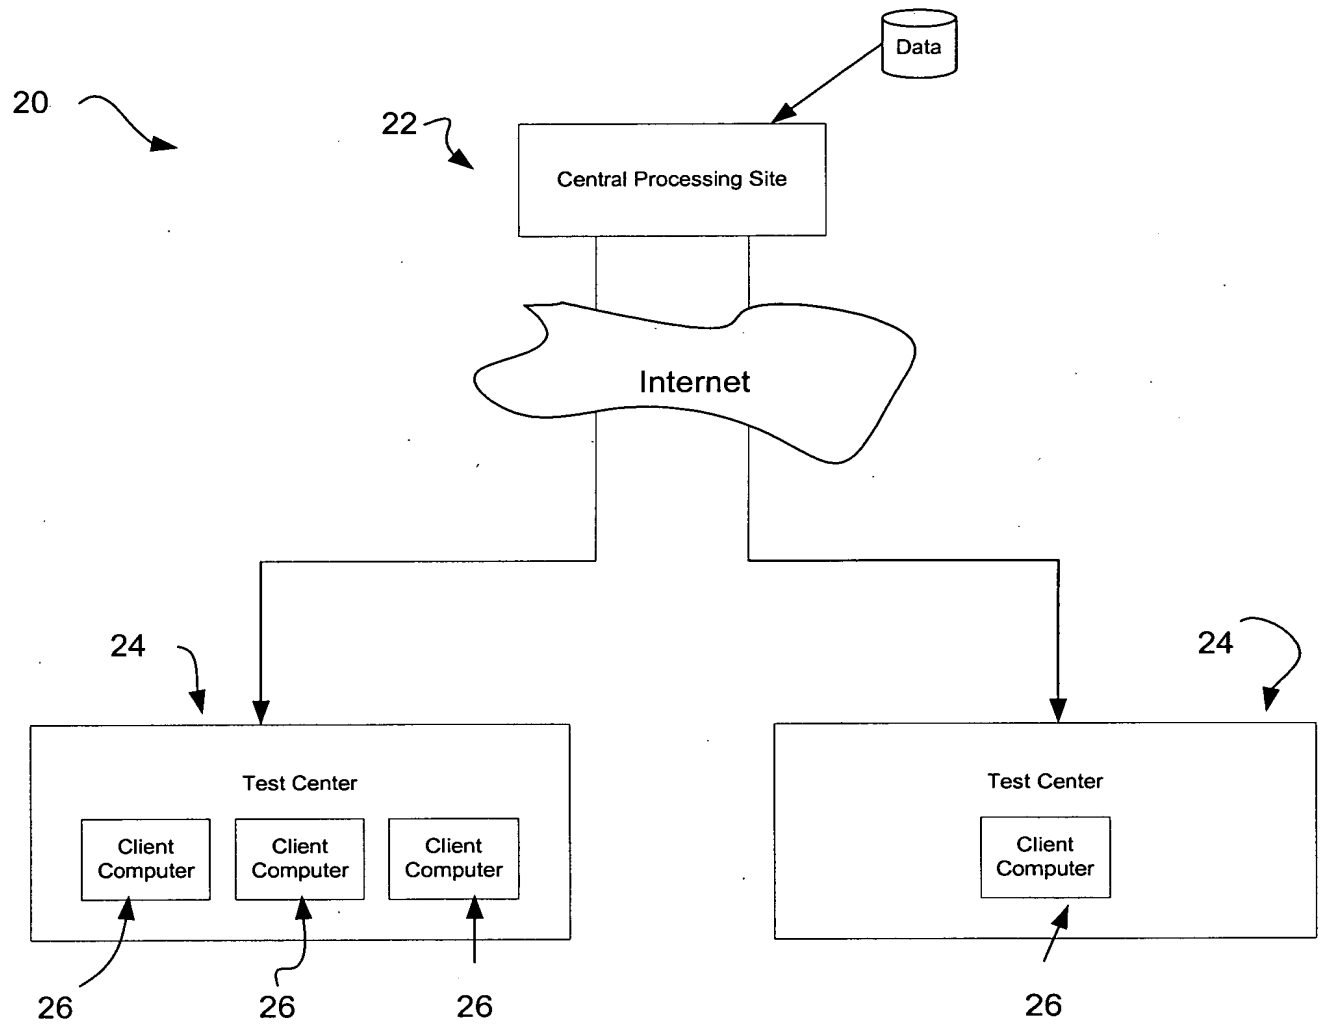 Data
20
22
Central Processing Site
Internet
24
24
Test Center
Test Center
Client
Computer
Client
Computer
Client
Computer
Client
Computer
26
26
26
26